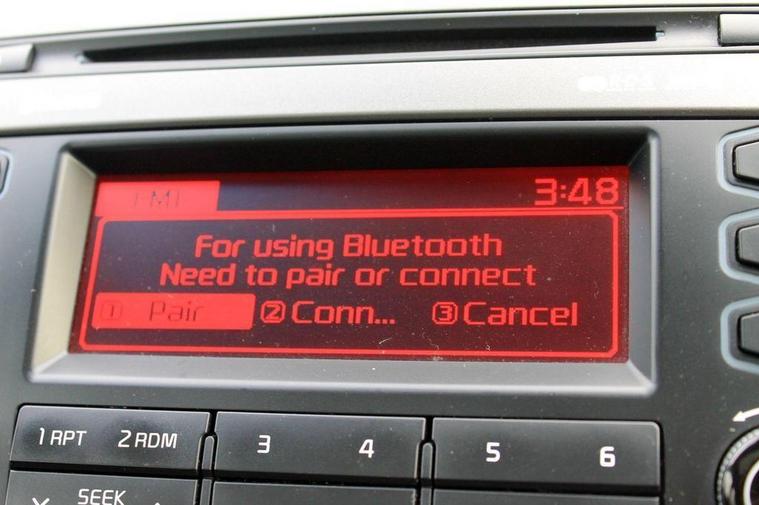 FM1
3:48
For using Bluetooth
Need to pair or connect
① Pair ② Conn... ③ Cancel
1 RPT 2 RDM 3 4 5 6
SEEK